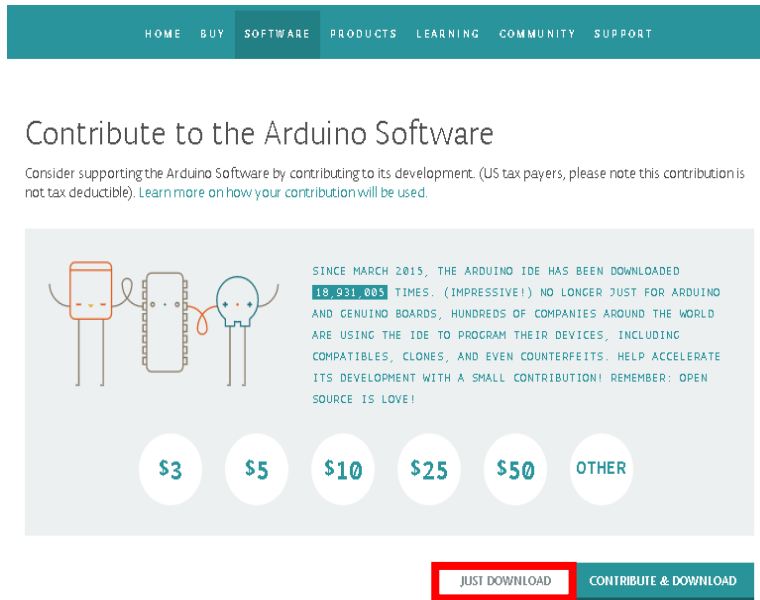 HOME BUY SOFTWARE PRODUCTS LEARNING COMMUNITY SUPPORT
Contribute to the Arduino Software
Consider supporting the Arduino Software by contributing to its development. (US tax payers, please note this contribution is
not tax deductible). Learn more on how your contribution will be used.
SINCE MARCH 2015, THE ARDUINO IDE HAS BEEN DOWNLOADED
18,931,005 TIMES. (IMPRESSIVE!) NO LONGER JUST FOR ARDUINO
AND GENUINO BOARDS, HUNDREDS OF COMPANIES AROUND THE WORLD
ARE USING THE IDE TO PROGRAM THEIR DEVICES, INCLUDING
COMPATIBLES, CLONES, AND EVEN COUNTERFEITS. HELP ACCELERATE
ITS DEVELOPMENT WITH A SMALL CONTRIBUTION! REMEMBER: OPEN
SOURCE IS LOVE!
$3 $5 $10 $25 $50 OTHER
JUST DOWNLOAD CONTRIBUTE & DOWNLOAD